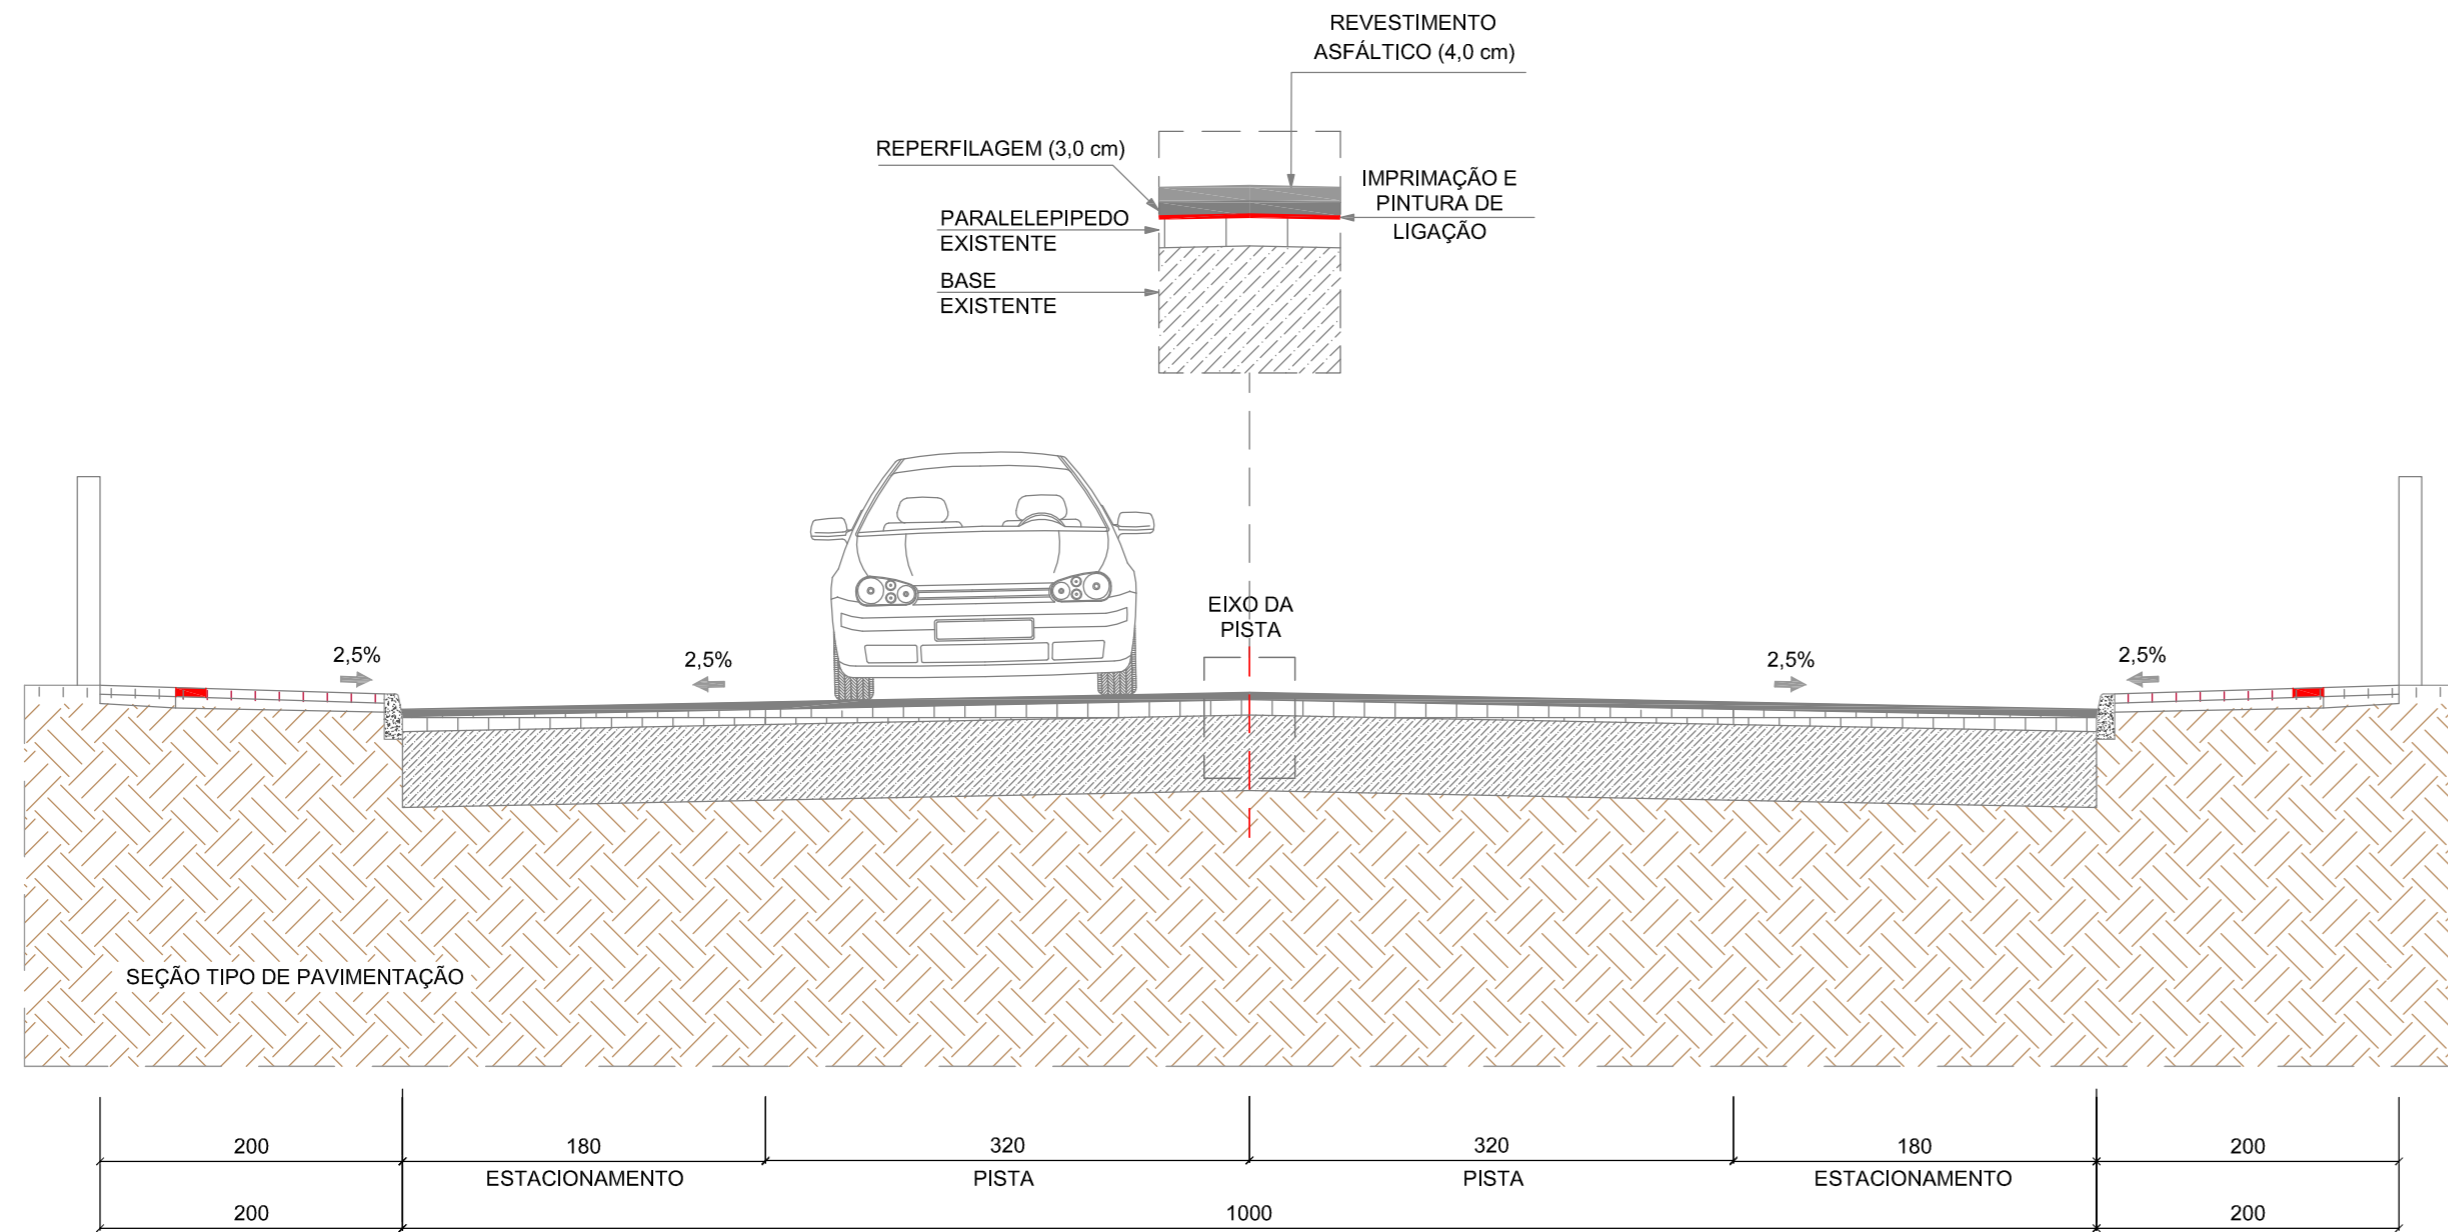 REVESTIMENTO
ASFÁLTICO (4,0 cm)
REPERFILAGEM (3,0 cm)
IMPRIMAÇÃO E
PINTURA DE
LIGAÇÃO
PARALELEPIPEDO
EXISTENTE
BASE
EXISTENTE
EIXO DA
PISTA
2,5%
2,5%
2,5%
2,5%
SEÇÃO TIPO DE PAVIMENTAÇÃO
200
180
320
320
180
200
ESTACIONAMENTO
PISTA
PISTA
ESTACIONAMENTO
200
1000
200